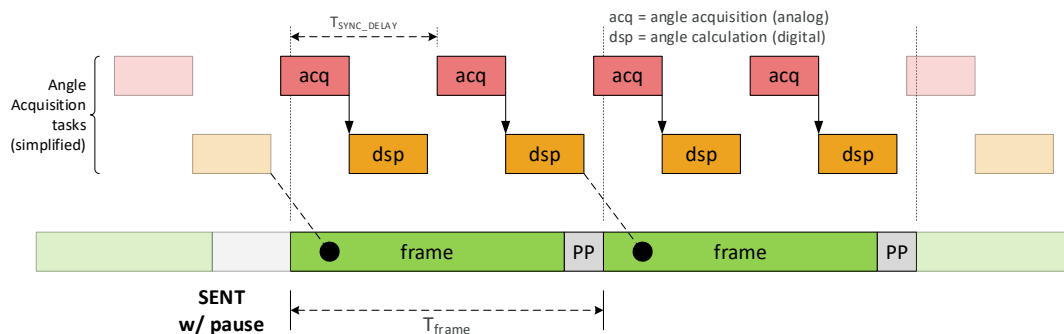 T_SYNC_DELAY
acq = angle acquisition (analog)
dsp = angle calculation (digital)
Angle
Acquisition
tasks
(simplified)
acq acq acq acq
dsp dsp dsp dsp
frame PP frame PP
SENT
w/ pause
T_frame